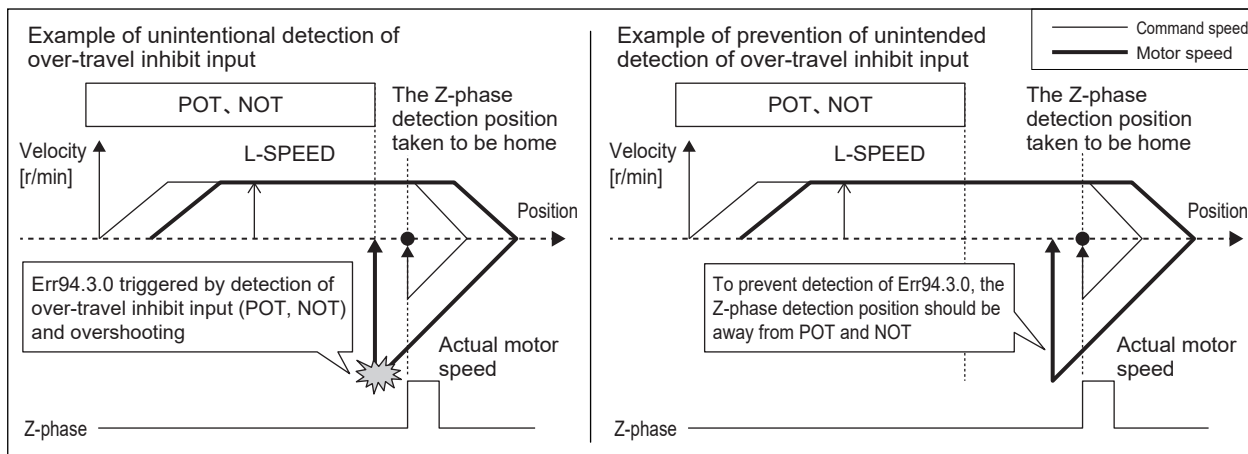 Example of unintentional detection of
over-travel inhibit input
POT、NOT
The Z-phase
detection position
taken to be home
Velocity
[r/min]
L-SPEED
Position
Err94.3.0 triggered by detection of
over-travel inhibit input (POT, NOT)
and overshooting
Actual motor
speed
Z-phase
Example of prevention of unintended
detection of over-travel inhibit input
Command speed
Motor speed
POT、NOT
The Z-phase
detection position
taken to be home
Velocity
[r/min]
L-SPEED
Position
To prevent detection of Err94.3.0, the
Z-phase detection position should be
away from POT and NOT
Actual motor
speed
Z-phase